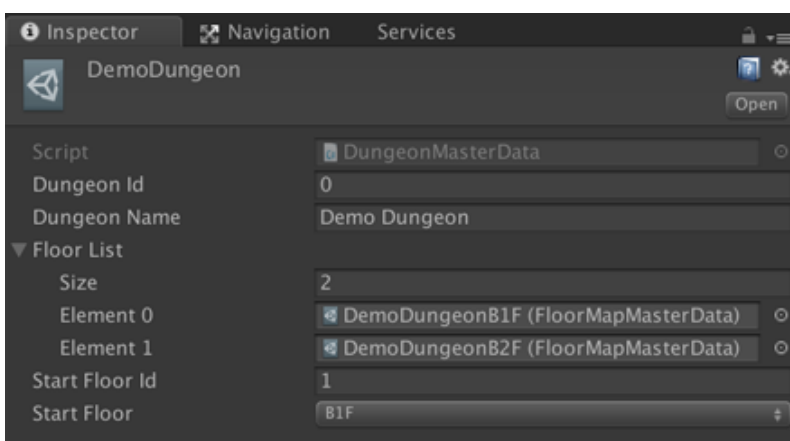 Inspector Navigation Services
DemoDungeon
Open
Script DungeonMasterData
Dungeon Id 0
Dungeon Name Demo Dungeon
Floor List
Size 2
Element 0 DemoDungeonB1F (FloorMapMasterData)
Element 1 DemoDungeonB2F (FloorMapMasterData)
Start Floor Id 1
Start Floor B1F